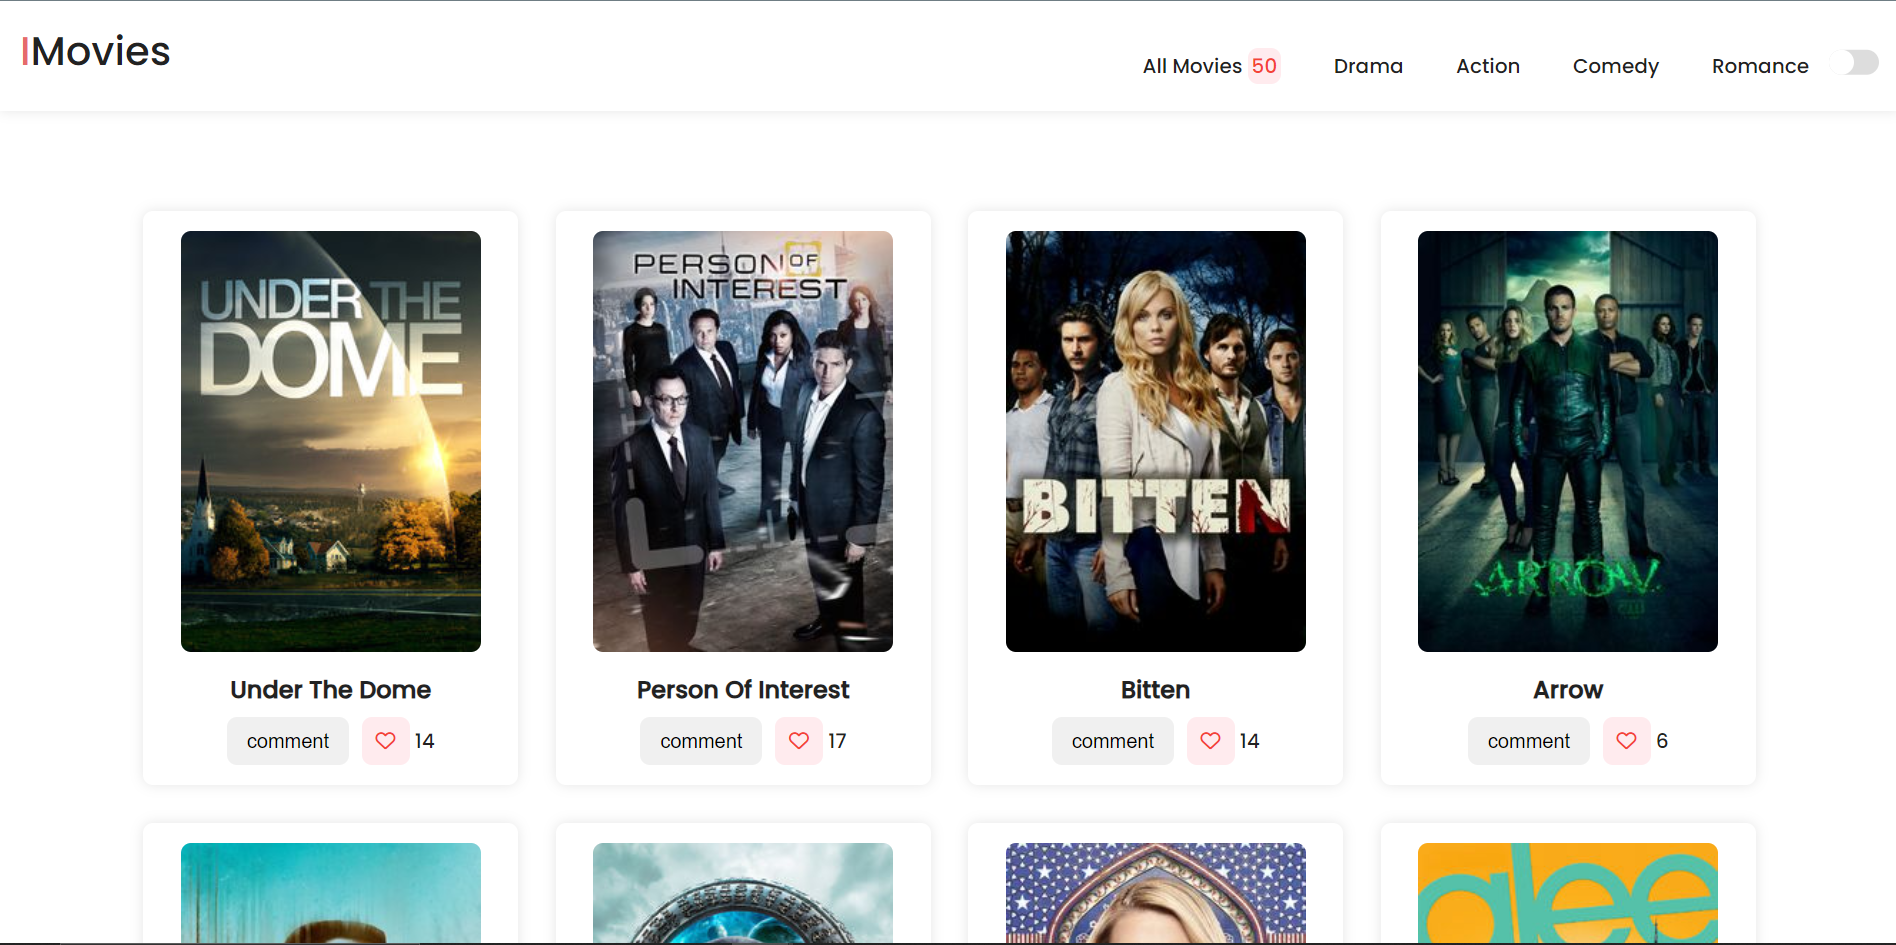 IMovies
All Movies 50 Drama Action Comedy Romance
UNDER THE
DOME
PERSON OF
INTEREST
BITTEN
ARROW
Under The Dome
Person Of Interest
Bitten
Arrow
comment 14
comment 17
comment 14
comment 6
glee